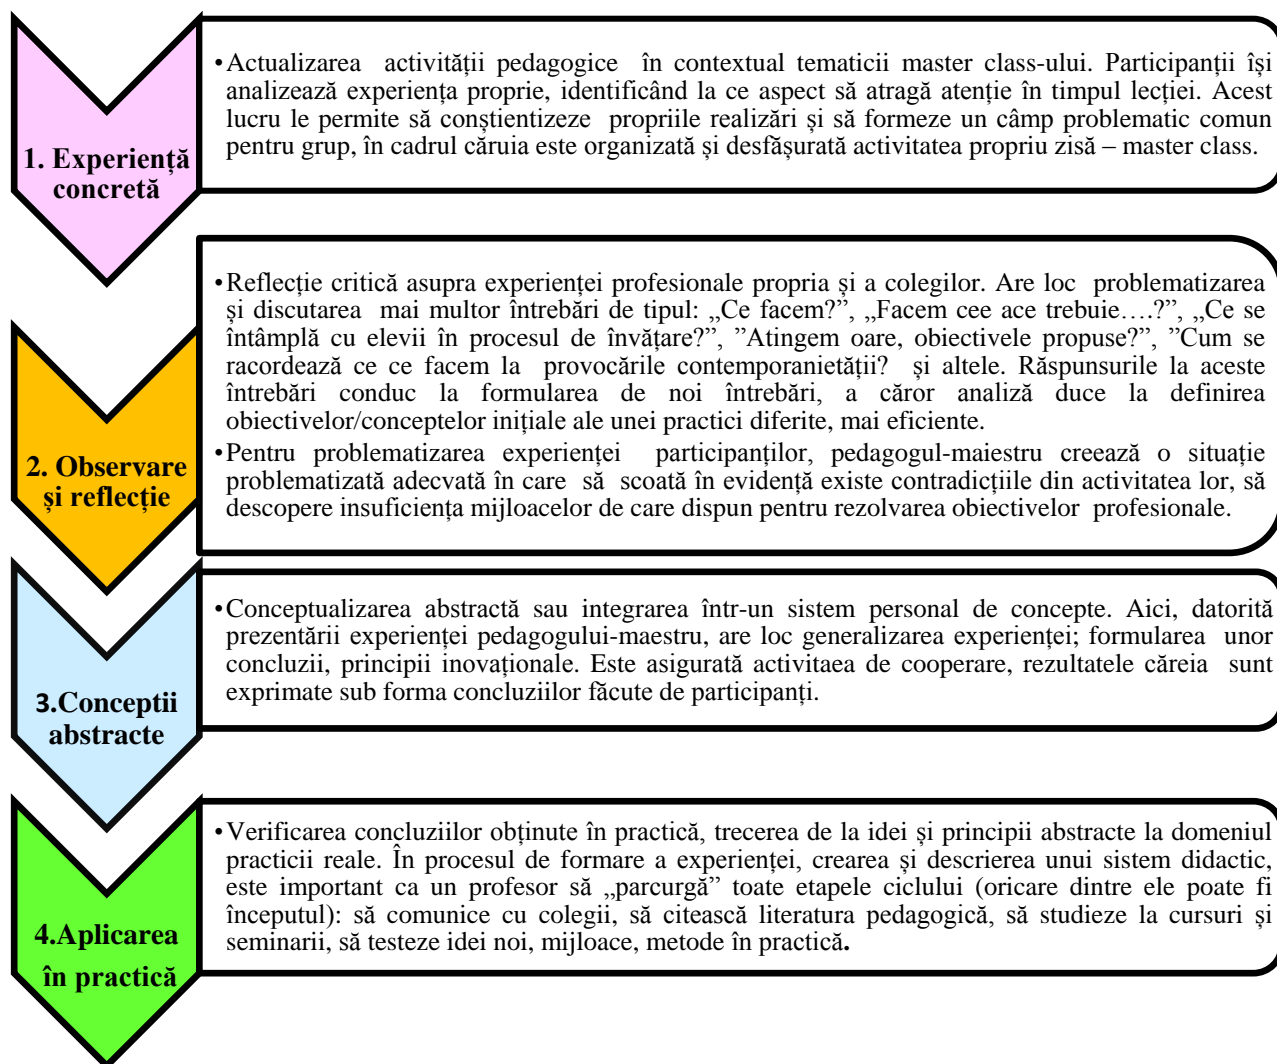 1. Experiență
concretă
•Actualizarea activității pedagogice în contextual tematicii master class-ului. Participanții își
analizează experiența proprie, identificând la ce aspect să atragă atenție în timpul lecției. Acest
lucru le permite să conștientizeze propriile realizări și să formeze un câmp problematic comun
pentru grup, în cadrul căruia este organizată și desfășurată activitatea propriu zisă – master class.
2. Observare
și reflecție
•Reflecție critică asupra experienței profesionale propria și a colegilor. Are loc problematizarea
și discutarea mai multor întrebări de tipul: „Ce facem?”, „Facem cee ace trebuie….?”, „Ce se
întâmplă cu elevii în procesul de învățare?”, ”Atingem oare, obiectivele propuse?”, ”Cum se
racordează ce ce facem la provocările contemporanietății? și altele. Răspunsurile la aceste
întrebări conduc la formularea de noi întrebări, a căror analiză duce la definirea
obiectivelor/conceptelor inițiale ale unei practici diferite, mai eficiente.
•Pentru problematizarea experienței participanților, pedagogul-maiestru creează o situație
problematizată adecvată în care să scoată în evidență existe contradicțiile din activitatea lor, să
descopere insuficiența mijloacelor de care dispun pentru rezolvarea obiectivelor profesionale.
3.Conceptii
abstracte
•Conceptualizarea abstractă sau integrarea într-un sistem personal de concepte. Aici, datorită
prezentării experienței pedagogului-maestru, are loc generalizarea experienței; formularea unor
concluzii, principii inovaționale. Este asigurată activitaea de cooperare, rezultatele căreia sunt
exprimate sub forma concluziilor făcute de participanți.
4.Aplicarea
în practică
•Verificarea concluziilor obținute în practică, trecerea de la idei și principii abstracte la domeniul
practicii reale. În procesul de formare a experienței, crearea și descrierea unui sistem didactic,
este important ca un profesor să „parcurgă” toate etapele ciclului (oricare dintre ele poate fi
începutul): să comunice cu colegii, să citească literatura pedagogică, să studieze la cursuri și
seminarii, să testeze idei noi, mijloace, metode în practică.